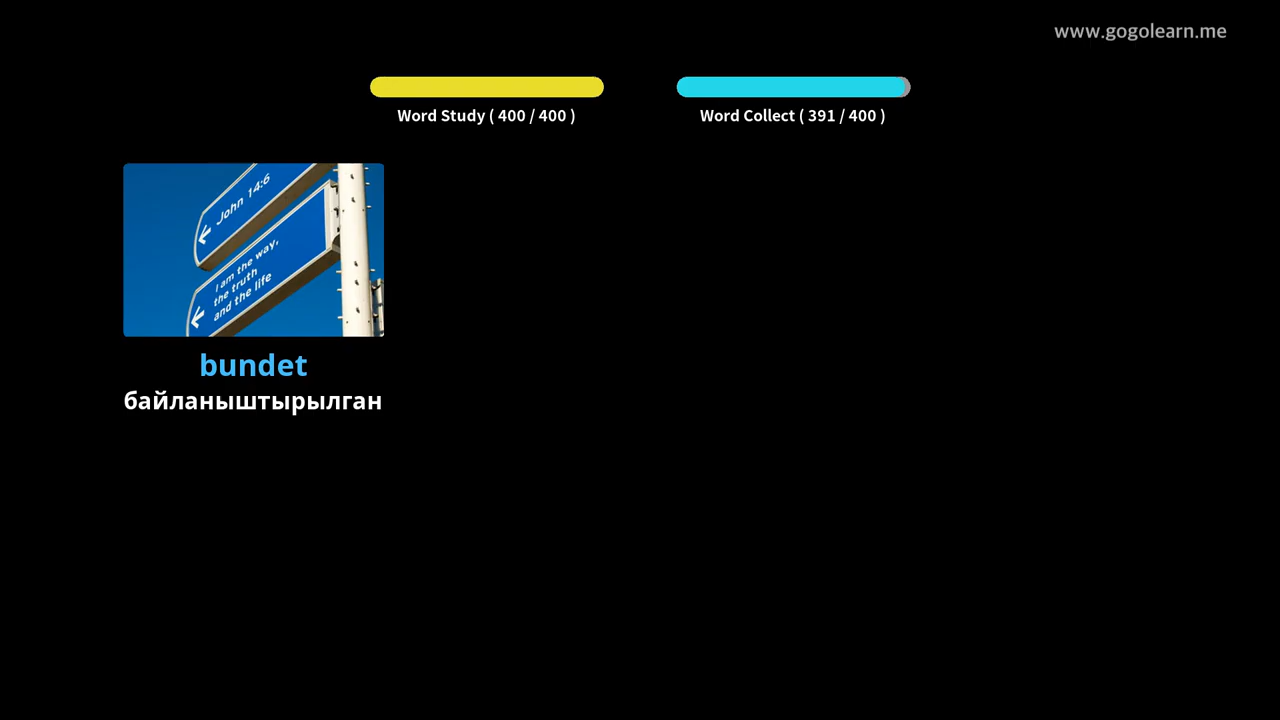 www.gogolearn.me
Word Study ( 400 / 400 )
Word Collect ( 391 / 400 )
John 14:6
I am the way,
the truth
and the life
bundet
байланыштырылган